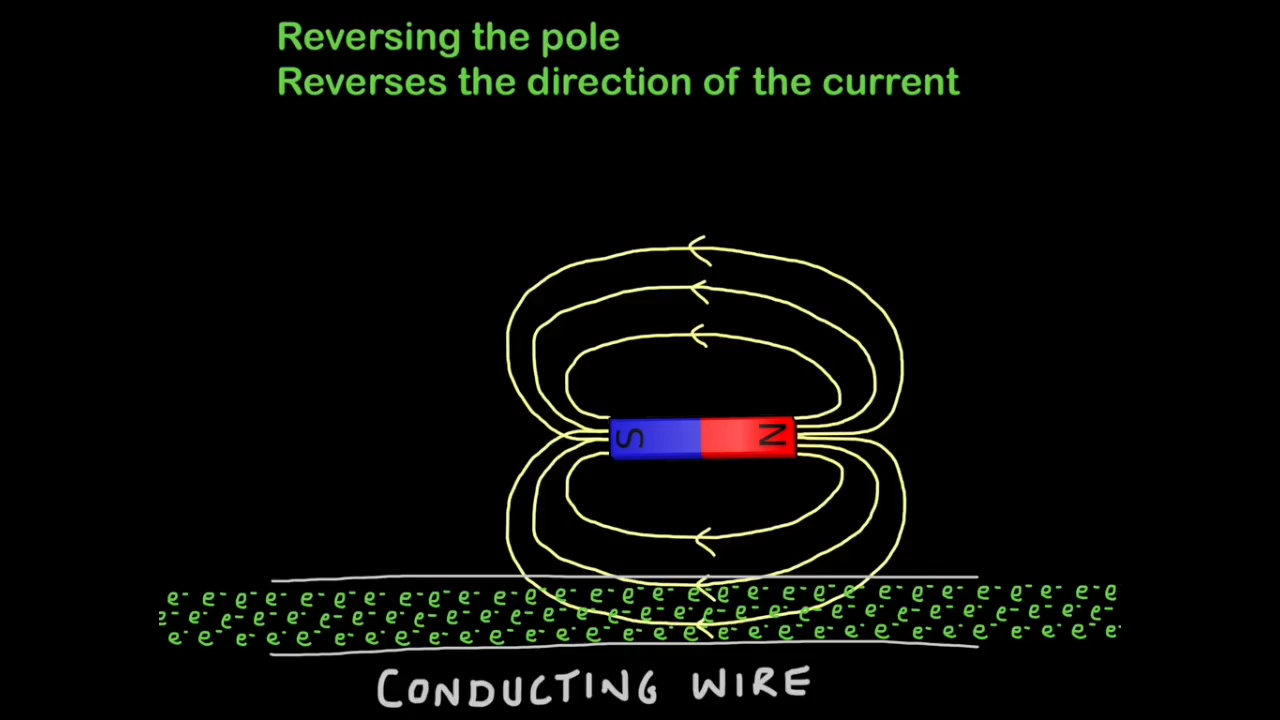 Reversing the pole
Reverses the direction of the current
S N
e⁻ e⁻ e⁻ e⁻ e⁻ e⁻ e⁻ e⁻ e⁻ e⁻ e⁻ e⁻ e⁻ e⁻ e⁻ e⁻ e⁻ e⁻ e⁻ e⁻ e⁻ e⁻ e⁻ e⁻ e⁻ e⁻ e⁻ e⁻ e⁻
e⁻ e⁻ e⁻ e⁻ e⁻ e⁻ e⁻ e⁻ e⁻ e⁻ e⁻ e⁻ e⁻ e⁻ e⁻ e⁻ e⁻ e⁻ e⁻ e⁻ e⁻ e⁻ e⁻ e⁻ e⁻ e⁻ e⁻ e⁻ e⁻ e⁻
e⁻ e⁻ e⁻ e⁻ e⁻ e⁻ e⁻ e⁻ e⁻ e⁻ e⁻ e⁻ e⁻ e⁻ e⁻ e⁻ e⁻ e⁻ e⁻ e⁻ e⁻ e⁻ e⁻ e⁻ e⁻ e⁻ e⁻ e⁻ e⁻
CONDUCTING WIRE